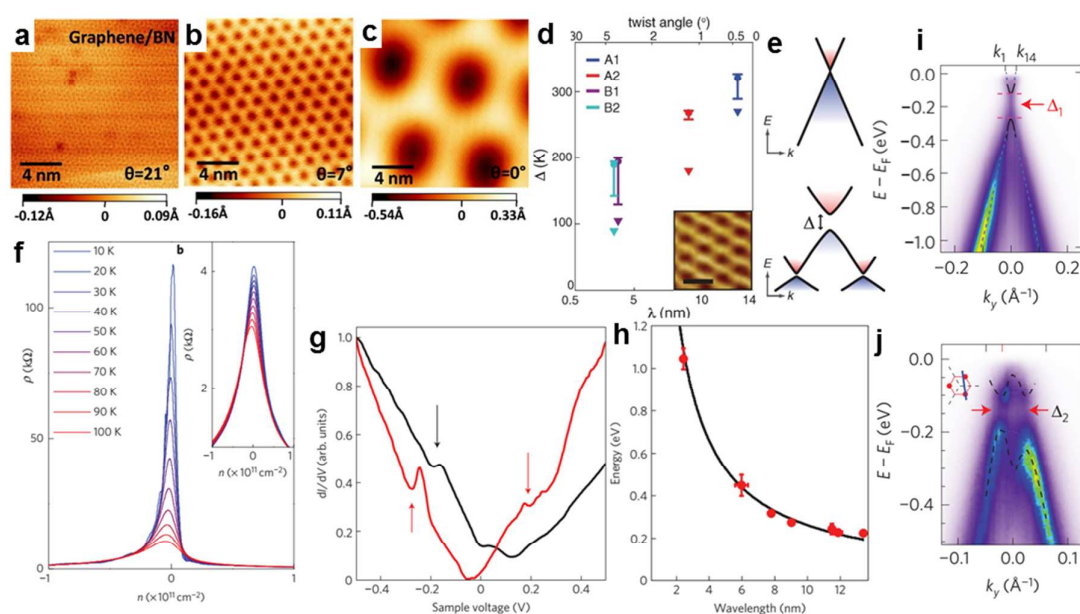 a
Graphene/BN
4 nm
θ=21°
-0.12Å 0 0.09Å
b
4 nm
θ=7°
-0.16Å 0 0.11Å
c
4 nm
θ=0°
-0.54Å 0 0.33Å
d
twist angle (°)
30 5 2 1 0.5 0
A1
A2
B1
B2
Δ (K)
300
200
100
0
0.5 4 9 14
λ (nm)
e
E
k
Δ
E
k
i
k1 k14
0.0
-0.2
-0.4
-0.6
-0.8
-1.0
Δ1
E − EF (eV)
-0.2 0.0 0.2
ky (Å−1)
f
10 K
20 K
30 K
40 K
50 K
60 K
70 K
80 K
90 K
100 K
ρ (kΩ)
100
50
0
-1 0 1
n (×10¹¹ cm−2)
b
ρ (kΩ)
4
2
-1 0 1
n (×10¹¹ cm−2)
g
dI/dV (arb. units)
1.0
0.8
0.6
0.4
0.2
0
-0.4 -0.2 0 0.2 0.4
Sample voltage (V)
h
Energy (eV)
1.2
1.0
0.8
0.6
0.4
0.2
0
2 4 6 8 10 12
Wavelength (nm)
j
0.0
-0.2
-0.4
-0.6
Δ2
E − EF (eV)
-0.1 0.0 0.1
ky (Å−1)